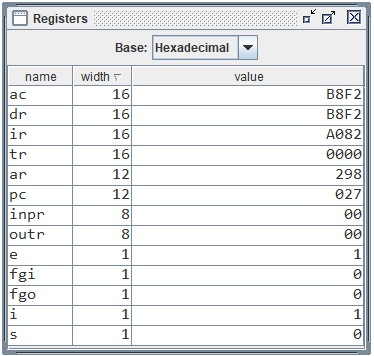 Registers
Base: Hexadecimal
name width value
ac 16 B8F2
dr 16 B8F2
ir 16 A082
tr 16 0000
ar 12 298
pc 12 027
inpr 8 00
outr 8 00
e 1 1
fgi 1 0
fgo 1 0
i 1 1
s 1 0